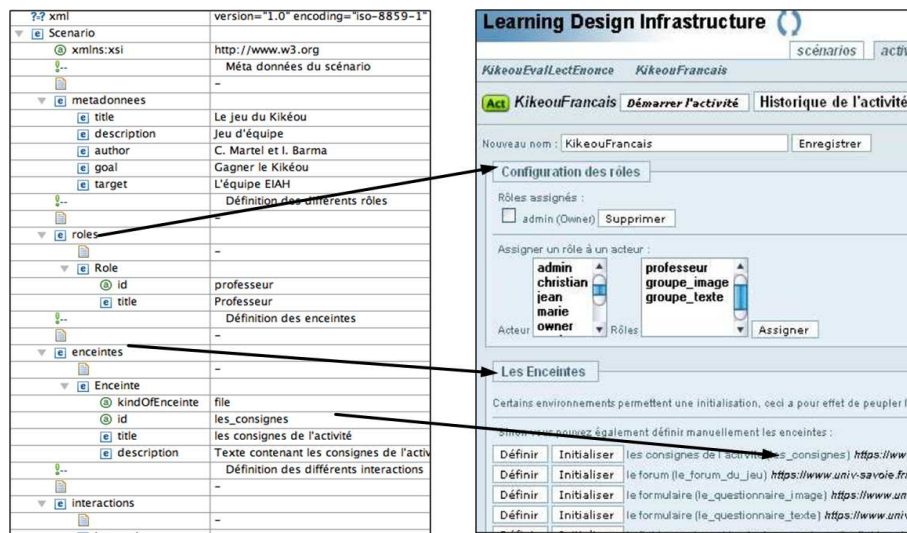 ?=? xml version="1.0" encoding="iso-8859-1"
Scenario
xmlns:xsi http://www.w3.org
Méta données du scénario
–
metadonnees
title Le jeu du Kikéou
description Jeu d'équipe
author C. Martel et I. Barma
goal Gagner le Kikéou
target L'équipe EIAH
Définition des différents rôles
–
roles
–
Role
id professeur
title Professeur
Définition des enceintes
–
enceintes
–
Enceinte
kindOfEnceinte file
id les_consignes
title les consignes de l'activité
description Texte contenant les consignes de l'activ
Définition des différents interactions
–
interactions
–
Learning Design Infrastructure
scénarios activ
KikeouEvalLectEnonce KikeouFrancais
Act KikeouFrancais Démarrer l'activité Historique de l'activité
Nouveau nom : KikeouFrancais Enregistrer
Configuration des rôles
Rôles assignés :
admin (Owner) Supprimer
Assigner un rôle à un acteur :
admin professeur
christian groupe_image
jean groupe_texte
marie
Acteur owner Rôles Assigner
Les Enceintes
Certains environnements permettent une initialisation, ceci a pour effet de peupler l
Sinon vous pouvez également définir manuellement les enceintes :
Définir Initialiser les consignes de l'activité (les_consignes) https://ww
Définir Initialiser le forum (le_forum_du_jeu) https://www.univ-savoie.fr
Définir Initialiser le formulaire (le_questionnaire_image) https://www.un
Définir Initialiser le formulaire (le_questionnaire_texte) https://www.univ